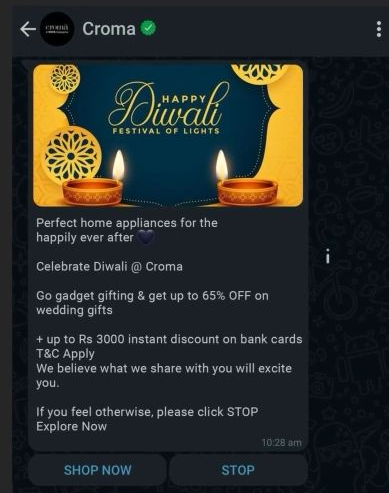 croma
Croma
HAPPY
Diwali
FESTIVAL OF LIGHTS
Perfect home appliances for the
happily ever after
Celebrate Diwali @ Croma
Go gadget gifting & get up to 65% OFF on
wedding gifts
+ up to Rs 3000 instant discount on bank cards
T&C Apply
We believe what we share with you will excite
you.
If you feel otherwise, please click STOP
Explore Now
10:28 am
SHOP NOW
STOP